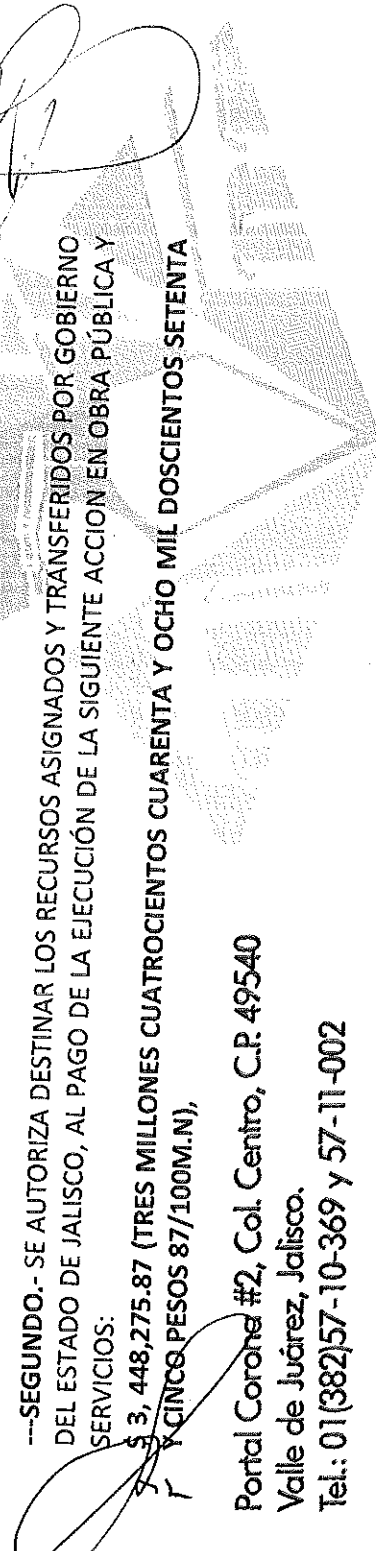 ---SEGUNDO.- SE AUTORIZA DESTINAR LOS RECURSOS ASIGNADOS Y TRANSFERIDOS POR GOBIERNO
DEL ESTADO DE JALISCO, AL PAGO DE LA EJECUCIÓN DE LA SIGUIENTE ACCION EN OBRA PÚBLICA Y
SERVICIOS:
$ 3, 448,275.87 (TRES MILLONES CUATROCIENTOS CUARENTA Y OCHO MIL DOSCIENTOS SETENTA
Y CINCO PESOS 87/100M.N),
Portal Corona #2, Col. Centro, C.P. 49540
Valle de Juárez, Jalisco.
Tel.: 01(382)57-10-369 y 57-11-002